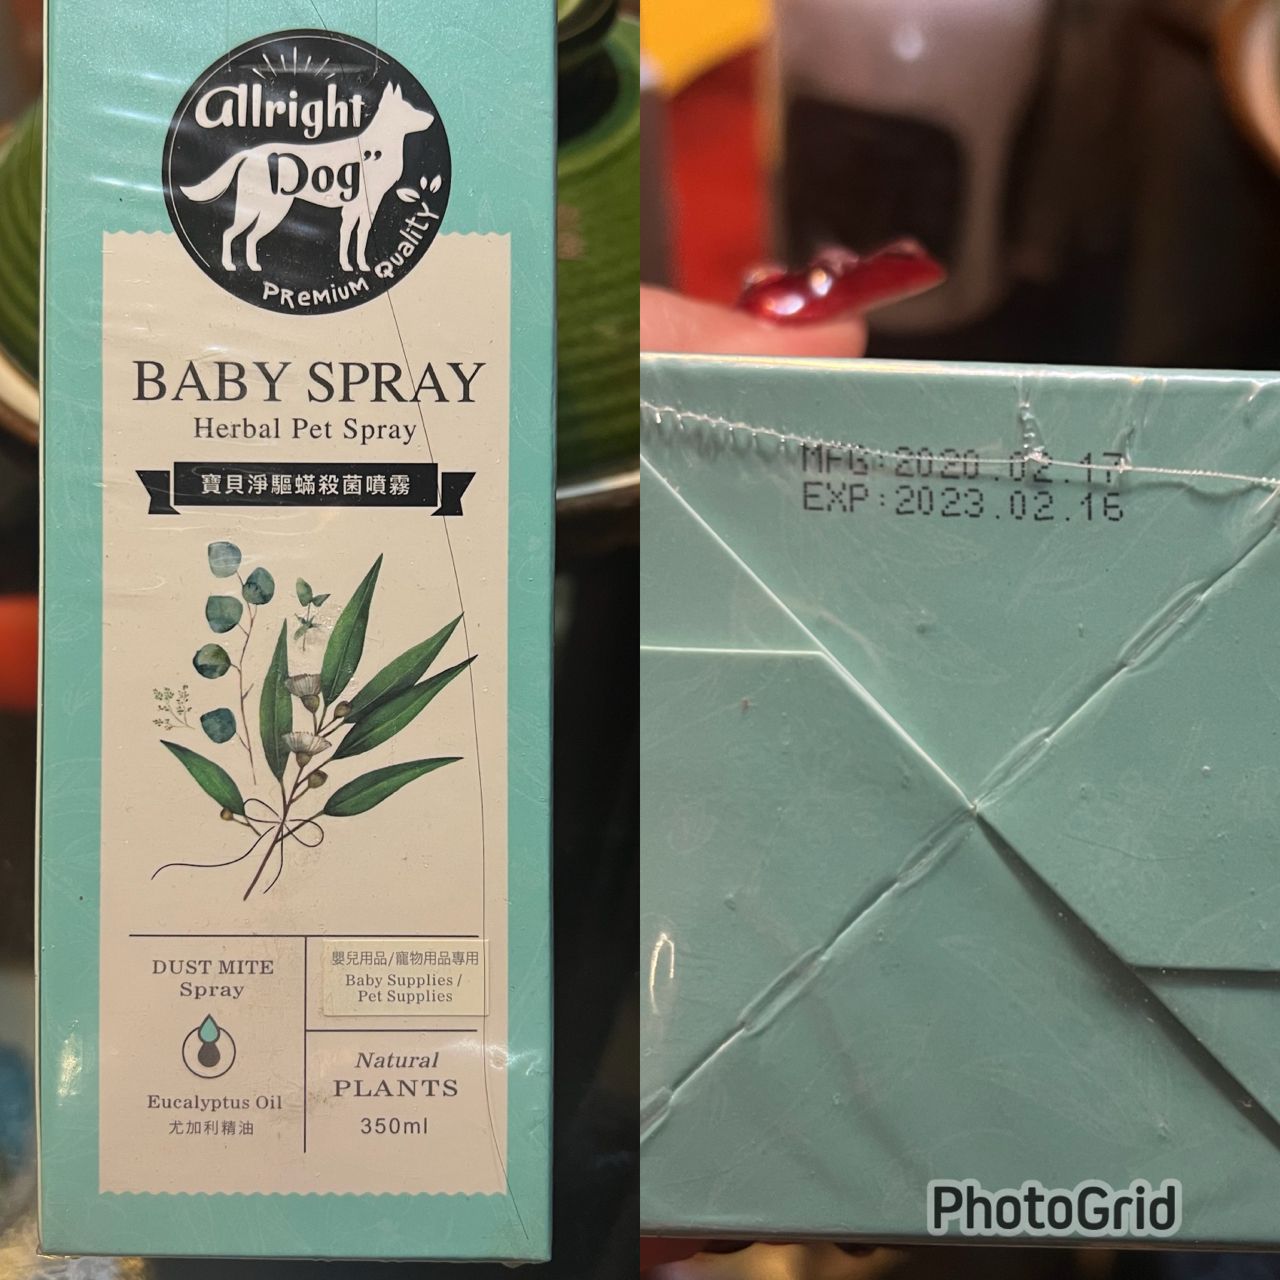 allright
Dog"
PREMIUM Quality
BABY SPRAY
Herbal Pet Spray
寶貝淨驅蟎殺菌噴霧
DUST MITE
Spray
Eucalyptus Oil
尤加利精油
嬰兒用品/寵物用品專用
Baby Supplies /
Pet Supplies
Natural
PLANTS
350ml
MFG:2020.02.17
EXP:2023.02.16
PhotoGrid